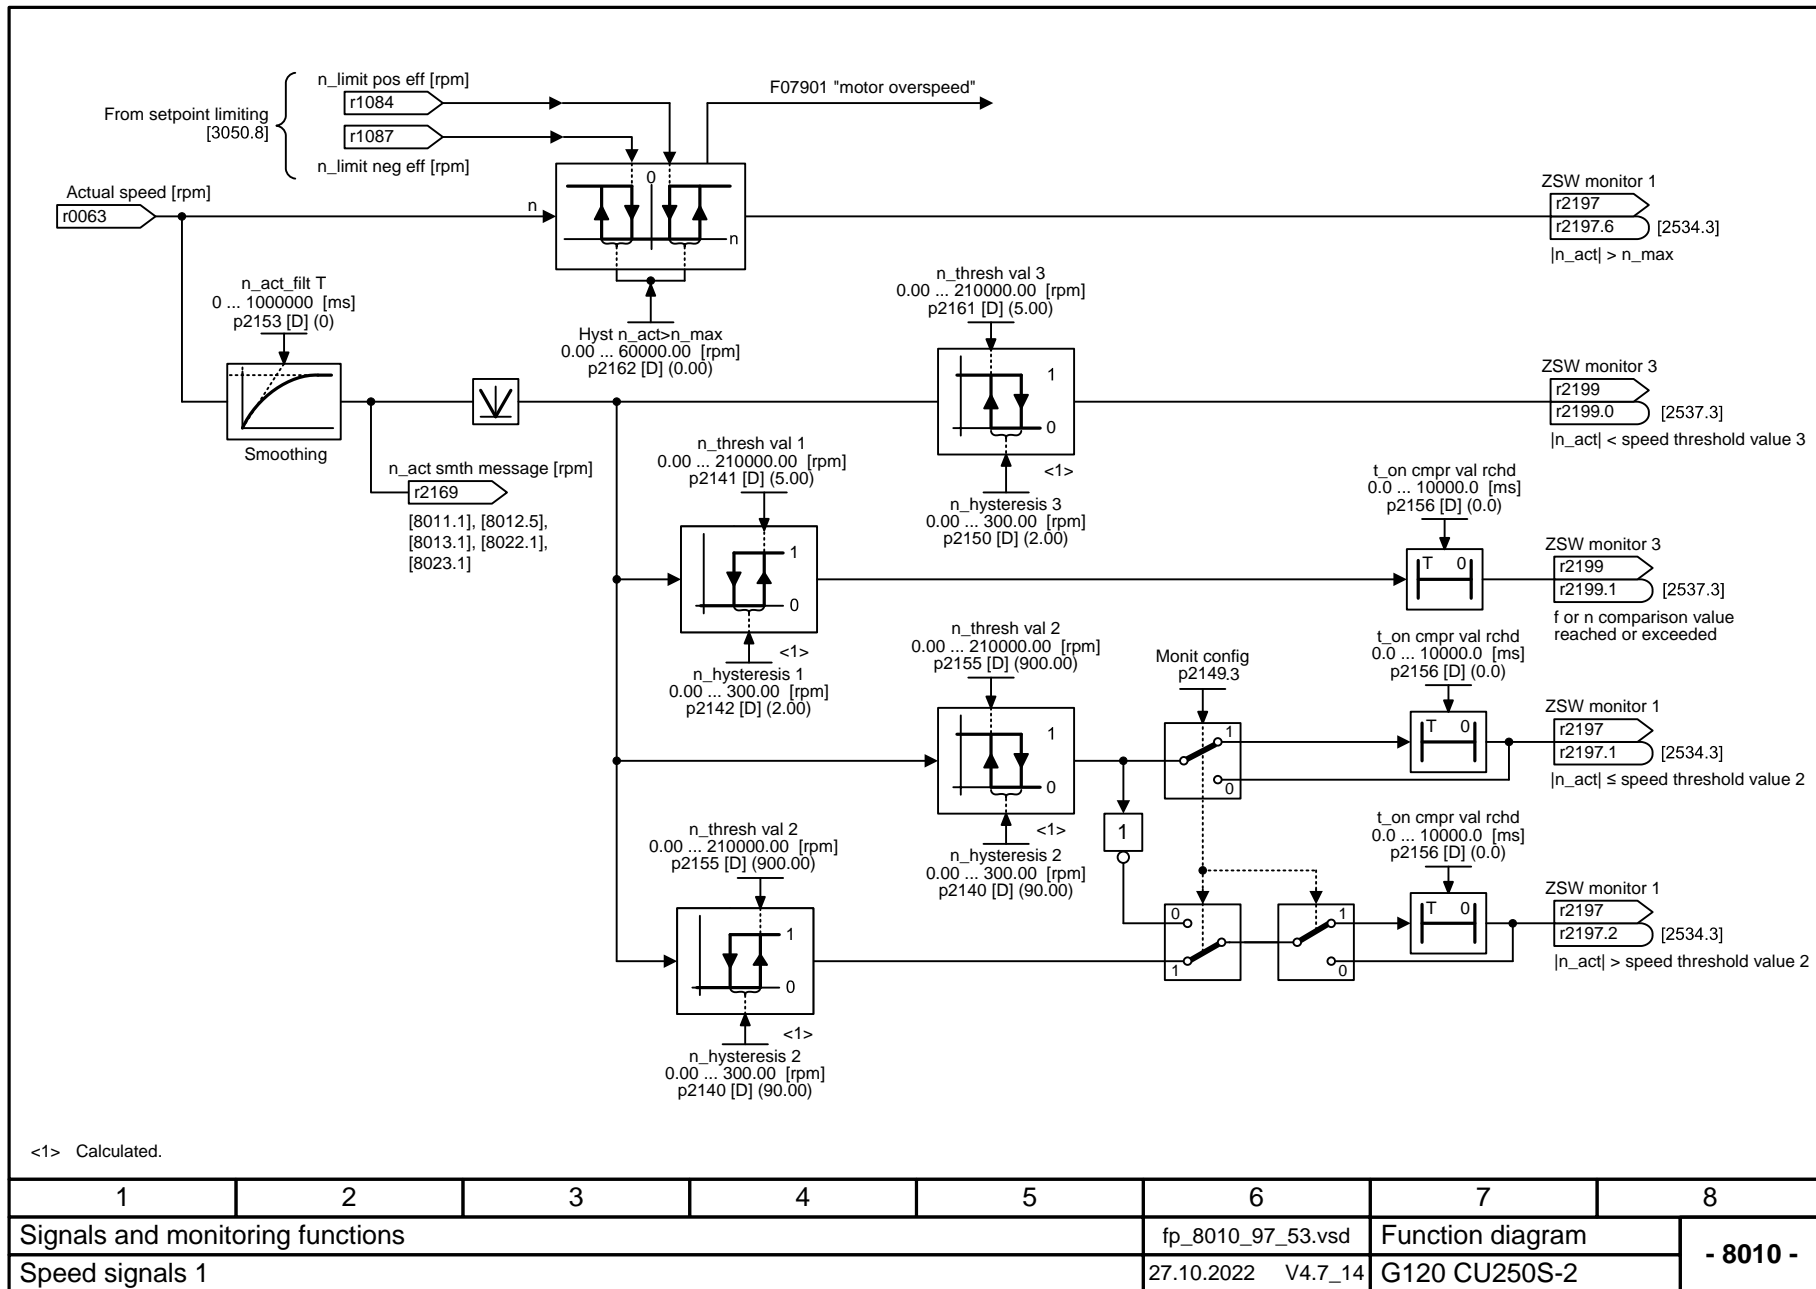 n_limit pos eff [rpm]
r1084
From setpoint limiting
[3050.8]
r1087
n_limit neg eff [rpm]
F07901 "motor overspeed"
Actual speed [rpm]
r0063
n
0
n
ZSW monitor 1
r2197
r2197.6 [2534.3]
|n_act| > n_max
Hyst n_act>n_max
0.00 ... 60000.00 [rpm]
p2162 [D] (0.00)
n_act_filt T
0 ... 1000000 [ms]
p2153 [D] (0)
Smoothing
n_act smth message [rpm]
r2169
[8011.1], [8012.5],
[8013.1], [8022.1],
[8023.1]
n_thresh val 3
0.00 ... 210000.00 [rpm]
p2161 [D] (5.00)
1
0
<1>
n_hysteresis 3
0.00 ... 300.00 [rpm]
p2150 [D] (2.00)
ZSW monitor 3
r2199
r2199.0 [2537.3]
|n_act| < speed threshold value 3
n_thresh val 1
0.00 ... 210000.00 [rpm]
p2141 [D] (5.00)
1
0
<1>
n_hysteresis 1
0.00 ... 300.00 [rpm]
p2142 [D] (2.00)
t_on cmpr val rchd
0.0 ... 10000.0 [ms]
p2156 [D] (0.0)
T 0
ZSW monitor 3
r2199
r2199.1 [2537.3]
f or n comparison value
reached or exceeded
n_thresh val 2
0.00 ... 210000.00 [rpm]
p2155 [D] (900.00)
1
0
<1>
n_hysteresis 2
0.00 ... 300.00 [rpm]
p2140 [D] (90.00)
Monit config
p2149.3
1
0
t_on cmpr val rchd
0.0 ... 10000.0 [ms]
p2156 [D] (0.0)
T 0
ZSW monitor 1
r2197
r2197.1 [2534.3]
|n_act| ≤ speed threshold value 2
1
n_thresh val 2
0.00 ... 210000.00 [rpm]
p2155 [D] (900.00)
1
0
<1>
n_hysteresis 2
0.00 ... 300.00 [rpm]
p2140 [D] (90.00)
0
1
1
0
t_on cmpr val rchd
0.0 ... 10000.0 [ms]
p2156 [D] (0.0)
T 0
ZSW monitor 1
r2197
r2197.2 [2534.3]
|n_act| > speed threshold value 2
<1> Calculated.
1 2 3 4 5 6 7 8
Signals and monitoring functions fp_8010_97_53.vsd Function diagram
- 8010 -
Speed signals 1 27.10.2022 V4.7_14 G120 CU250S-2